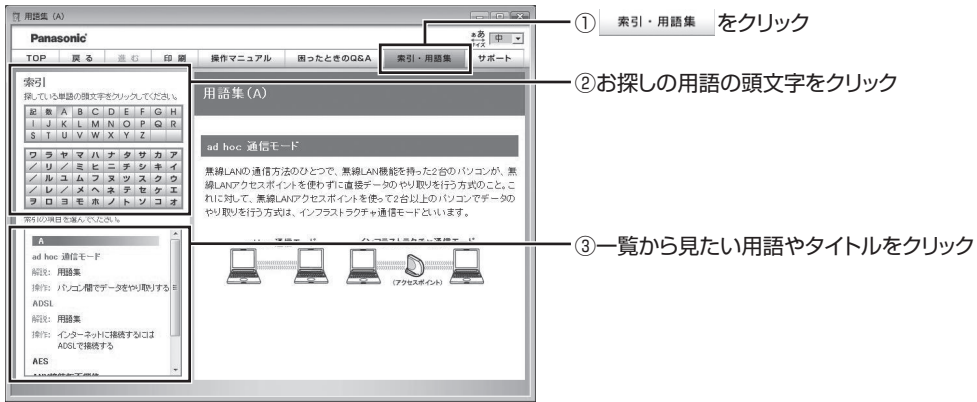 用語集 (A)
Panasonic
あ あ
サイズ
中
TOP 戻る 進む 印刷 操作マニュアル 困ったときのQ&A 索引・用語集 サポート
索引
探している単語の頭文字をクリックしてください。
記 数 A B C D E F G H
I J K L M N O P Q R
S T U V W X Y Z
ワ ラ ヤ マ ハ ナ タ サ カ ア
／ リ ／ ミ ヒ ニ チ シ キ イ
／ ル ユ ム フ ヌ ツ ス ク ウ
／ レ ／ メ ヘ ネ テ セ ケ エ
ヲ ロ ヨ モ ホ ノ ト ソ コ オ
索引の項目を選んでください。
A
ad hoc 通信モード
解説: 用語集
操作: パソコン間でデータをやり取りする
ADSL
解説: 用語集
操作: インターネットに接続するには
ADSLで接続する
AES
用語集(A)
ad hoc 通信モード
無線LANの通信方法のひとつで、無線LAN機能を持った2台のパソコンが、無
線LANアクセスポイントを使わずに直接データのやり取りを行う方式のこと。こ
れに対して、無線LANアクセスポイントを使って2台以上のパソコンでデータの
やり取りを行う方式は、インフラストラクチャ通信モードといいます。
インフラストラクチャ通信モード
(アクセスポイント)
① 索引・用語集 をクリック
②お探しの用語の頭文字をクリック
③一覧から見たい用語やタイトルをクリック